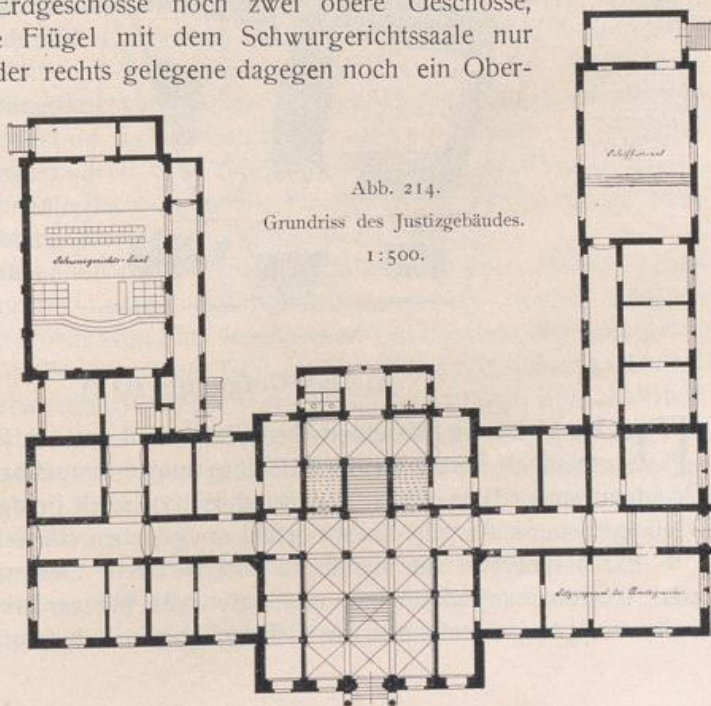 Erdgeschosse noch zwei obere Geschosse,
Flügel mit dem Schwurgerichtssaale nur
der rechts gelegene dagegen noch ein Ober-
Abb. 214.
Grundriss des Justizgebäudes.
1:500.
Schwurgerichts-Saal